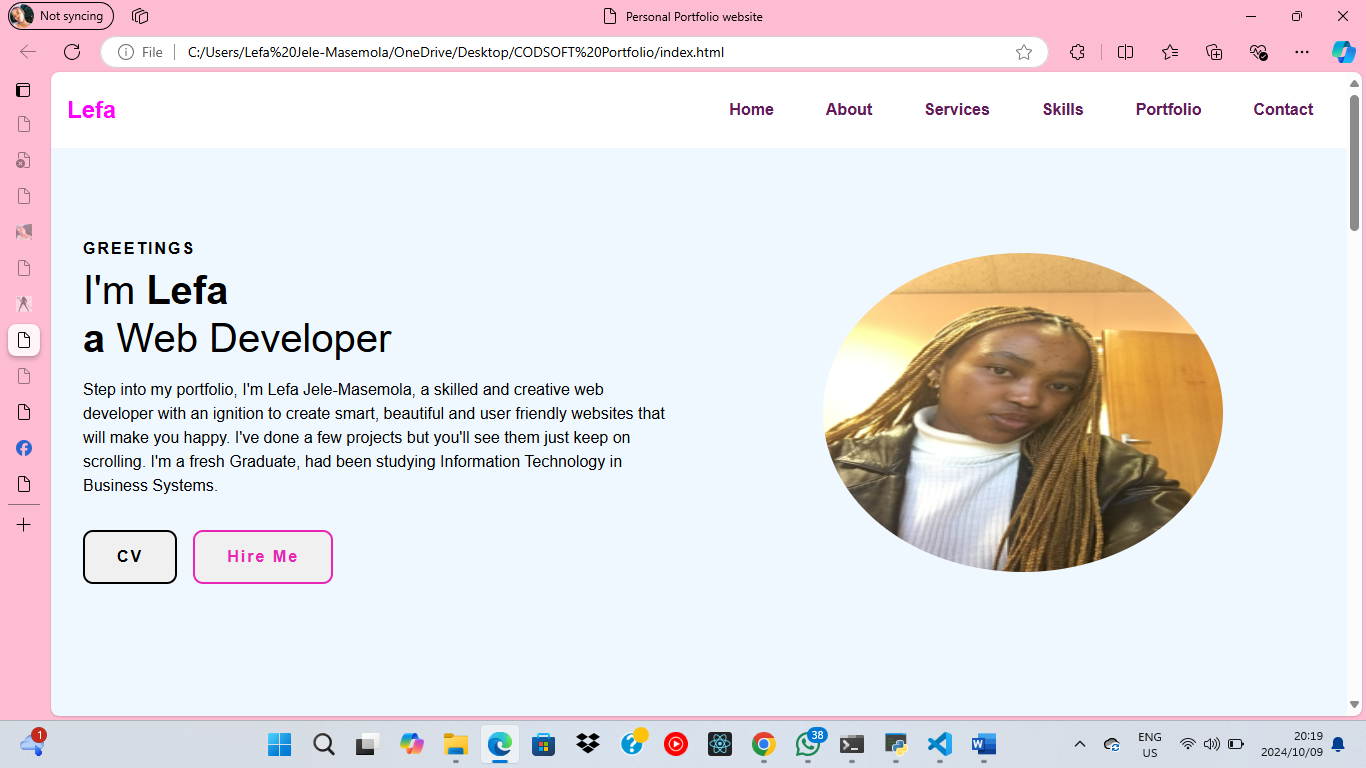 Not syncing
Personal Portfolio website
File
C:/Users/Lefa%20Jele-Masemola/OneDrive/Desktop/CODSOFT%20Portfolio/index.html
Lefa
Home About Services Skills Portfolio Contact
GREETINGS
I'm Lefa
a Web Developer
Step into my portfolio, I'm Lefa Jele-Masemola, a skilled and creative web
developer with an ignition to create smart, beautiful and user friendly websites that
will make you happy. I've done a few projects but you'll see them just keep on
scrolling. I'm a fresh Graduate, had been studying Information Technology in
Business Systems.
CV
Hire Me
1
38
ENG
US
20:19
2024/10/09